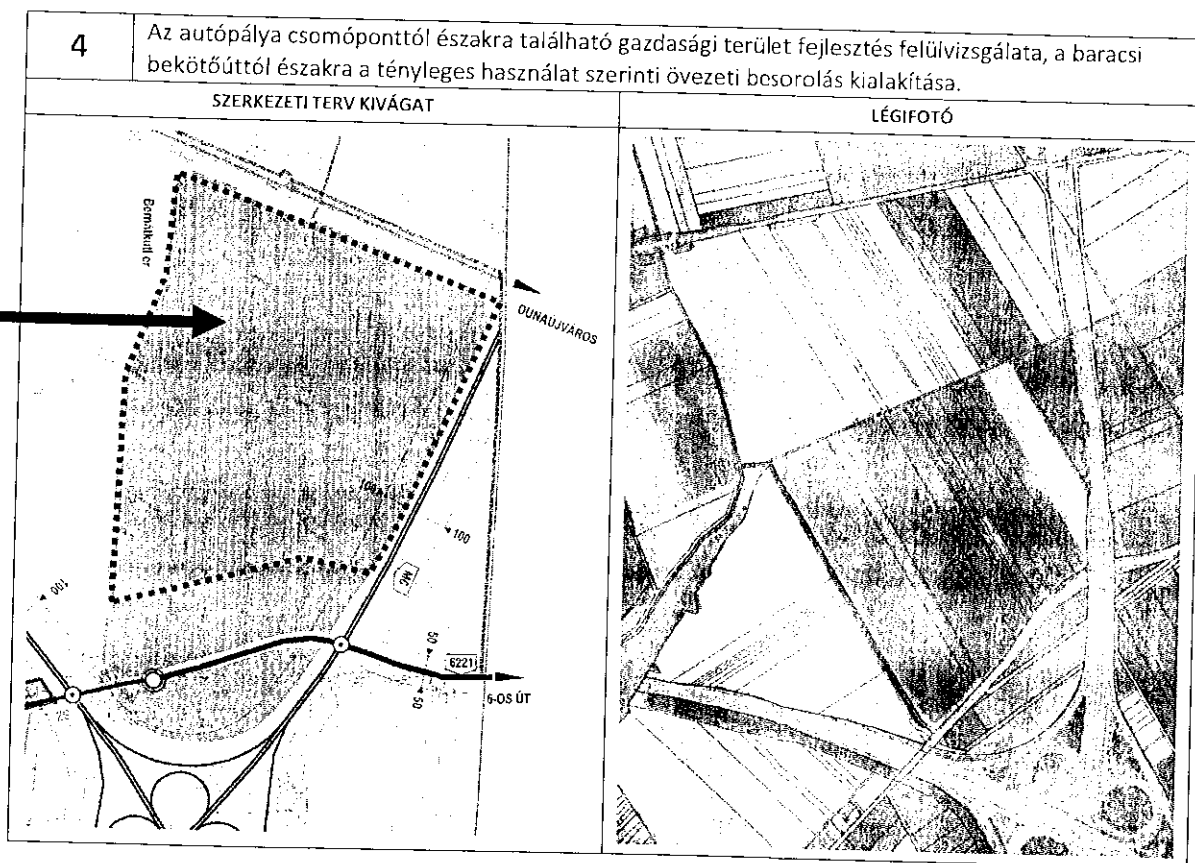 4
Az autópálya csomóponttól északra található gazdasági terület fejlesztés felülvizsgálata, a baracsi
bekötőúttól északra a tényleges használat szerinti övezeti besorolás kialakítása.
SZERKEZETI TERV KIVÁGAT
LÉGIFOTÓ
DUNAÚJVÁROS
100
M6
100
50
6221
50
6-OS ÚT